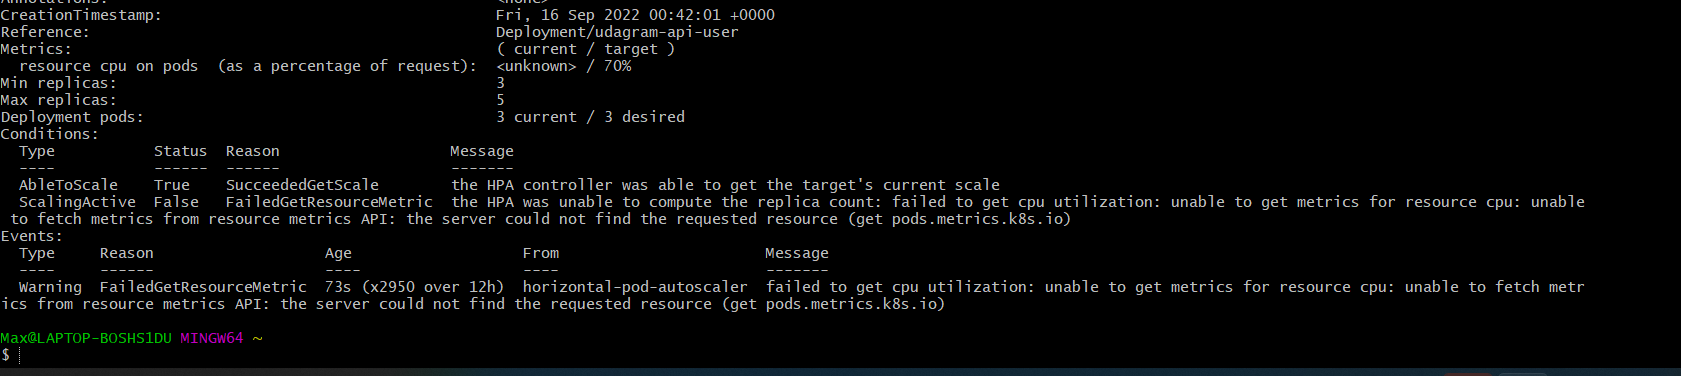 Annotations: <none>
CreationTimestamp: Fri, 16 Sep 2022 00:42:01 +0000
Reference: Deployment/udagram-api-user
Metrics: ( current / target )
  resource cpu on pods  (as a percentage of request):  <unknown> / 70%
Min replicas: 3
Max replicas: 5
Deployment pods: 3 current / 3 desired
Conditions:
  Type           Status  Reason                   Message
  ----           ------  ------                   -------
  AbleToScale    True    SucceededGetScale        the HPA controller was able to get the target's current scale
  ScalingActive  False   FailedGetResourceMetric  the HPA was unable to compute the replica count: failed to get cpu utilization: unable to get metrics for resource cpu: unable
 to fetch metrics from resource metrics API: the server could not find the requested resource (get pods.metrics.k8s.io)
Events:
  Type     Reason                   Age                   From                       Message
  ----     ------                   ----                  ----                       -------
  Warning  FailedGetResourceMetric  73s (x2950 over 12h)  horizontal-pod-autoscaler  failed to get cpu utilization: unable to get metrics for resource cpu: unable to fetch metr
ics from resource metrics API: the server could not find the requested resource (get pods.metrics.k8s.io)
Max@LAPTOP-BOSHS1DU MINGW64 ~
$